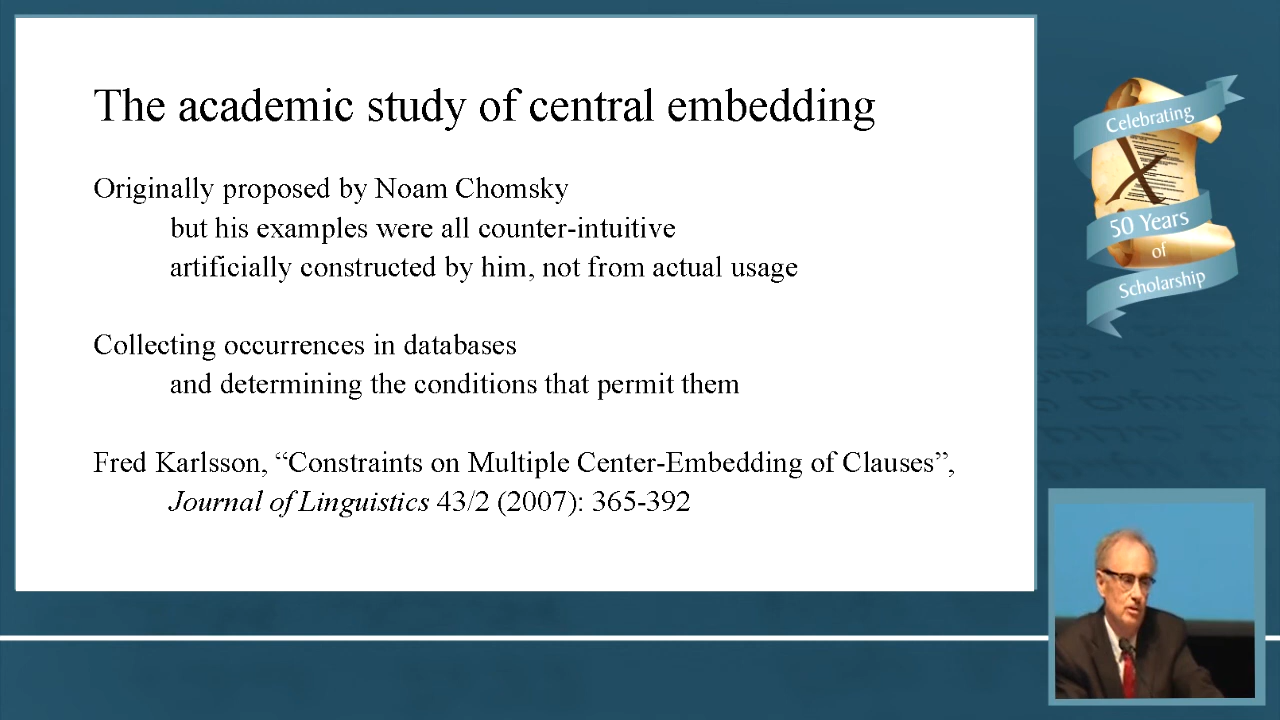 The academic study of central embedding
Originally proposed by Noam Chomsky
but his examples were all counter-intuitive
artificially constructed by him, not from actual usage
Collecting occurrences in databases
and determining the conditions that permit them
Fred Karlsson, “Constraints on Multiple Center-Embedding of Clauses”,
Journal of Linguistics 43/2 (2007): 365-392
Celebrating
50 Years
of
Scholarship